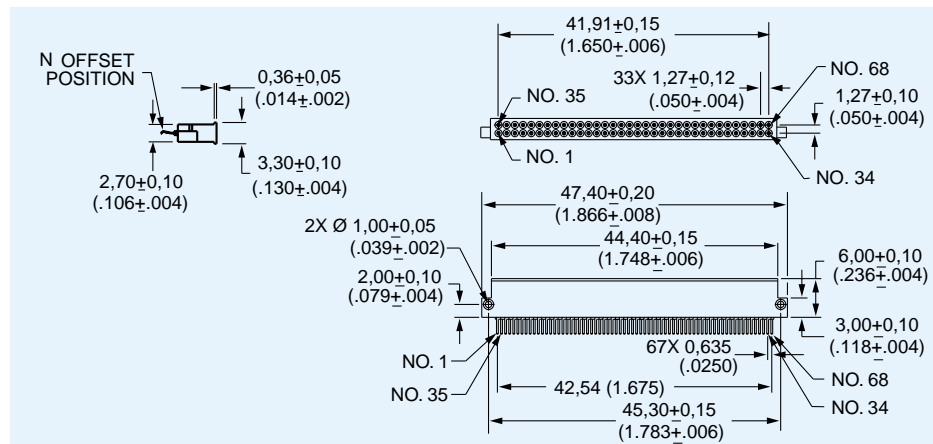 N OFFSET
POSITION
0,36±0,05
(.014±.002)
2,70±0,10
(.106±.004)
3,30±0,10
(.130±.004)
41,91±0,15
(1.650±.006)
33X 1,27±0,12
(.050±.004)
NO. 68
1,27±0,10
(.050±.004)
NO. 35
NO. 1
NO. 34
47,40±0,20
(1.866±.008)
2X Ø 1,00±0,05
(.039±.002)
44,40±0,15
(1.748±.006)
6,00±0,10
(.236±.004)
2,00±0,10
(.079±.004)
3,00±0,10
(.118±.004)
NO. 1
67X 0,635
(.0250)
NO. 68
NO. 35
42,54 (1.675)
NO. 34
45,30±0,15
(1.783±.006)